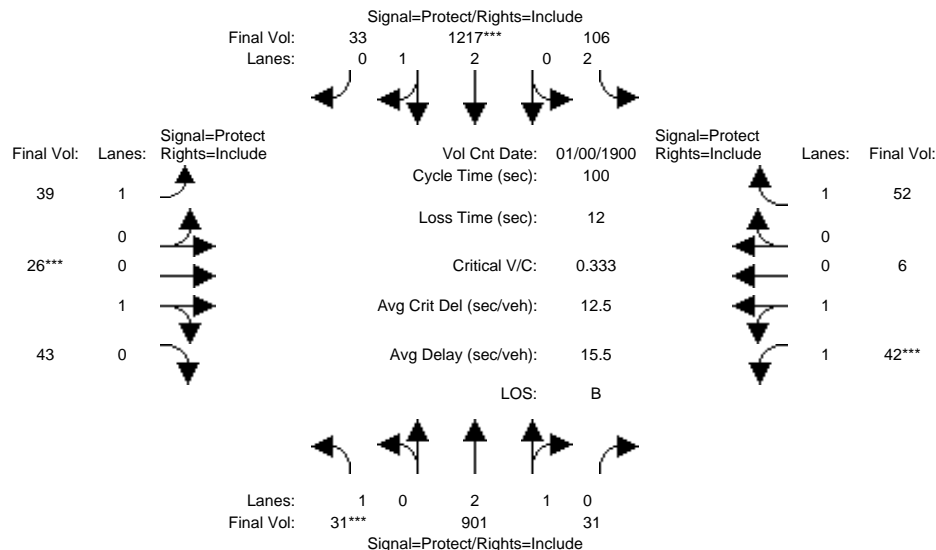 Signal=Protect/Rights=Include
Final Vol: 33 1217*** 106
Lanes: 0 1 2 0 2
Signal=Protect Signal=Protect
Final Vol: Lanes: Rights=Include Vol Cnt Date: 01/00/1900 Rights=Include Lanes: Final Vol:
Cycle Time (sec): 100
39 1 1 52
Loss Time (sec): 12
0 0
26*** 0 Critical V/C: 0.333 0 6
1 Avg Crit Del (sec/veh): 12.5 1
43 0 Avg Delay (sec/veh): 15.5 1 42***
LOS: B
Lanes: 1 0 2 1 0
Final Vol: 31*** 901 31
Signal=Protect/Rights=Include